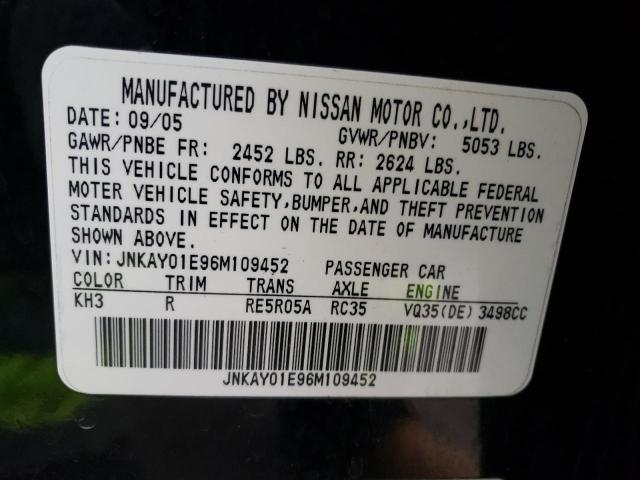 MANUFACTURED BY NISSAN MOTOR CO.,LTD.
DATE: 09/05 GVWR/PNBV: 5053 LBS.
GAWR/PNBE FR: 2452 LBS. RR: 2624 LBS.
THIS VEHICLE CONFORMS TO ALL APPLICABLE FEDERAL
MOTER VEHICLE SAFETY,BUMPER,AND THEFT PREVENTION
STANDARDS IN EFFECT ON THE DATE OF MANUFACTURE
SHOWN ABOVE.
VIN: JNKAY01E96M109452 PASSENGER CAR
COLOR TRIM TRANS AXLE ENGINE
KH3 R RE5R05A RC35 VQ35(DE) 3498CC
JNKAY01E96M109452